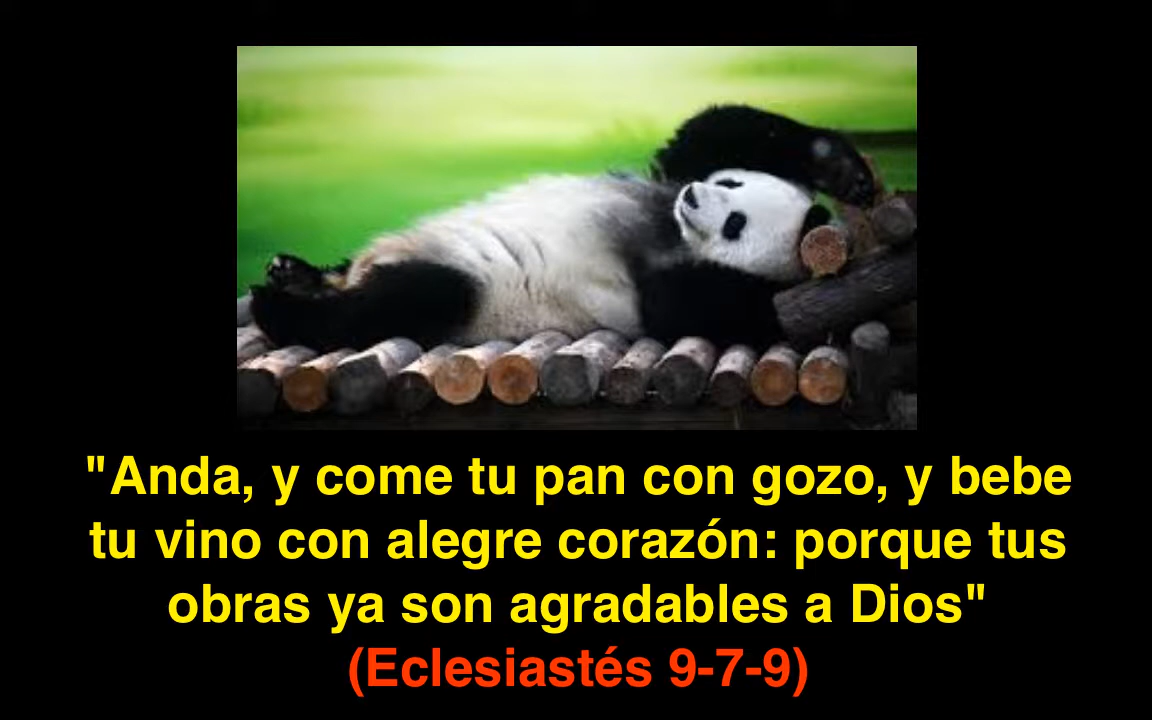 "Anda, y come tu pan con gozo, y bebe
tu vino con alegre corazón: porque tus
obras ya son agradables a Dios"
(Eclesiastés 9-7-9)